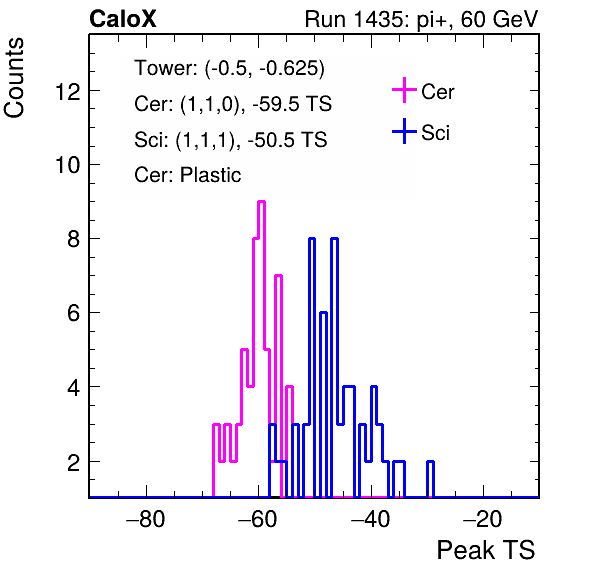 CaloX Run 1435: pi+, 60 GeV
Counts
Tower: (-0.5, -0.625)
Cer: (1,1,0), -59.5 TS
Sci: (1,1,1), -50.5 TS
Cer: Plastic
Cer
Sci
12
10
8
6
4
2
−80 −60 −40 −20
Peak TS